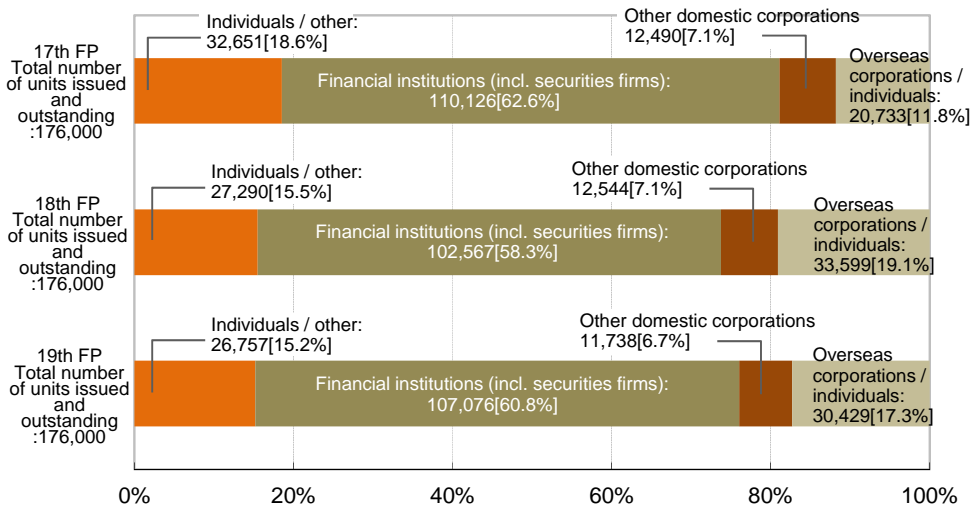 17th FP
Total number
of units issued
and
outstanding
:176,000
Individuals / other:
32,651[18.6%]
Financial institutions (incl. securities firms):
110,126[62.6%]
Other domestic corporations
12,490[7.1%]
Overseas
corporations /
individuals:
20,733[11.8%]
18th FP
Total number
of units issued
and
outstanding
:176,000
Individuals / other:
27,290[15.5%]
Financial institutions (incl. securities firms):
102,567[58.3%]
Other domestic corporations
12,544[7.1%]
Overseas
corporations /
individuals:
33,599[19.1%]
19th FP
Total number
of units issued
and
outstanding
:176,000
Individuals / other:
26,757[15.2%]
Financial institutions (incl. securities firms):
107,076[60.8%]
Other domestic corporations
11,738[6.7%]
Overseas
corporations /
individuals:
30,429[17.3%]
0%
20%
40%
60%
80%
100%